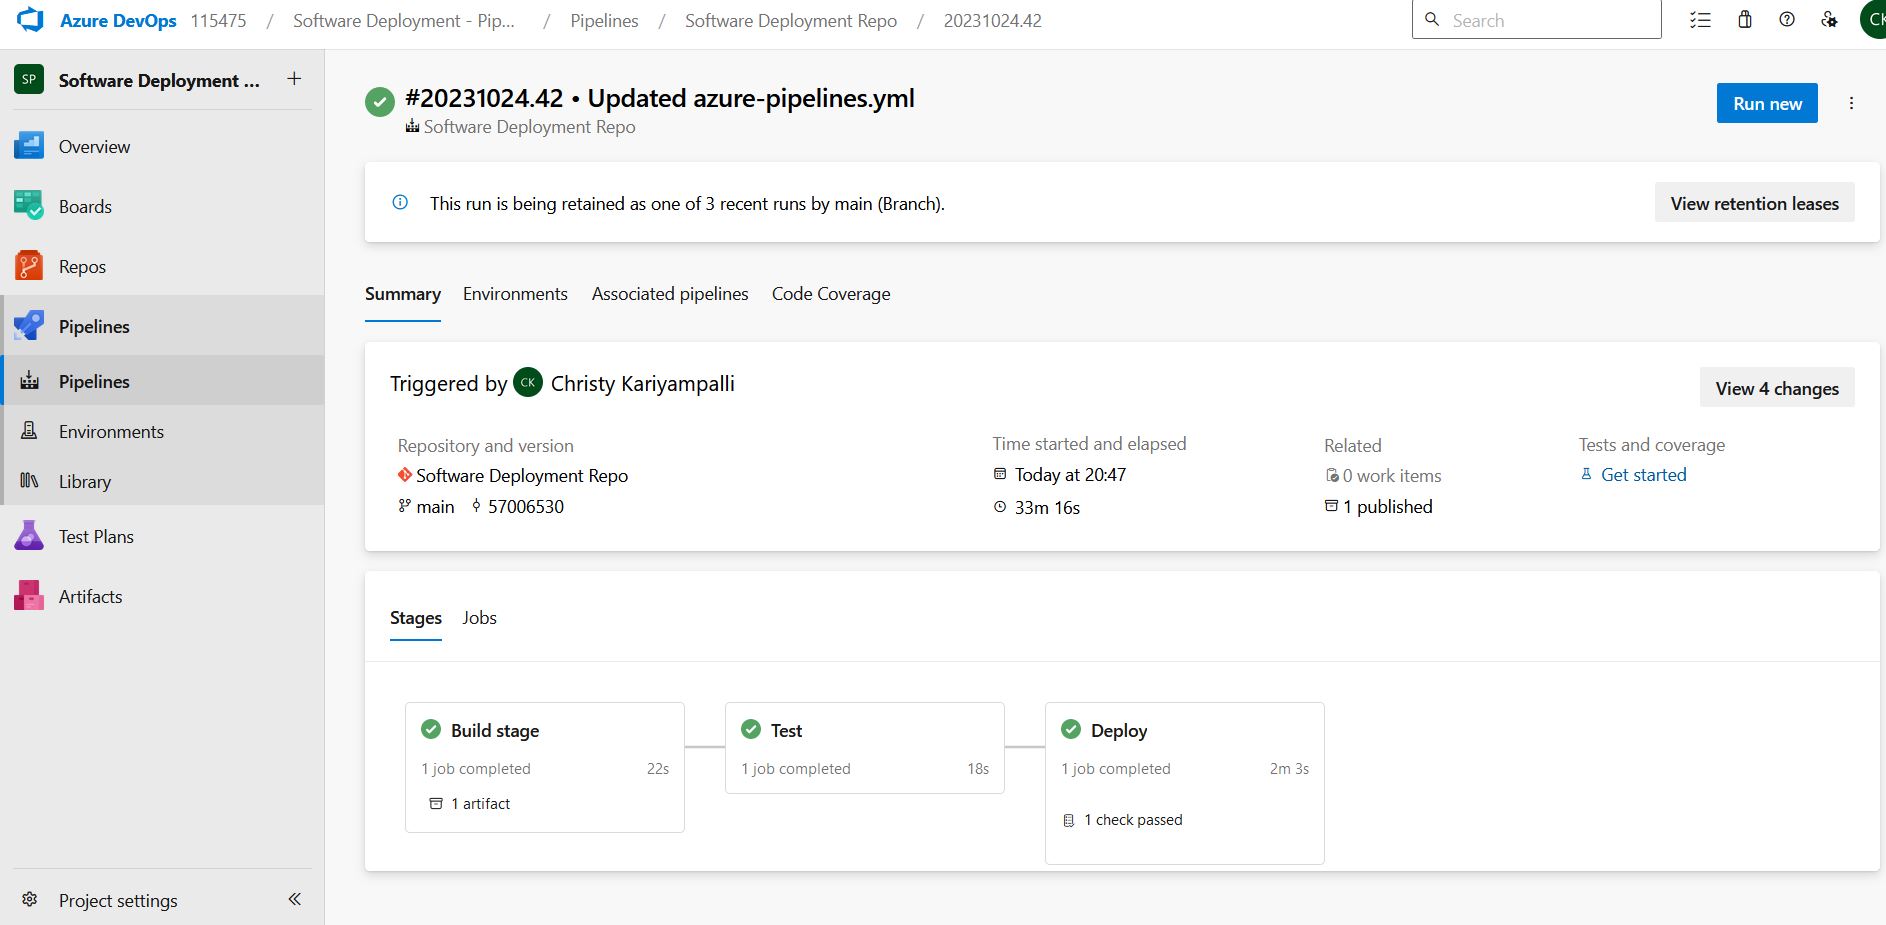 Azure DevOps 115475 / Software Deployment - Pip... / Pipelines / Software Deployment Repo / 20231024.42
Search
CK
SP Software Deployment ... +
Overview
Boards
Repos
Pipelines
Pipelines
Environments
Library
Test Plans
Artifacts
Project settings
#20231024.42 • Updated azure-pipelines.yml
Software Deployment Repo
Run new
This run is being retained as one of 3 recent runs by main (Branch).
View retention leases
Summary Environments Associated pipelines Code Coverage
Triggered by CK Christy Kariyampalli
View 4 changes
Repository and version
Software Deployment Repo
main 57006530
Time started and elapsed
Today at 20:47
33m 16s
Related
0 work items
1 published
Tests and coverage
Get started
Stages Jobs
Build stage
1 job completed 22s
1 artifact
Test
1 job completed 18s
Deploy
1 job completed 2m 3s
1 check passed